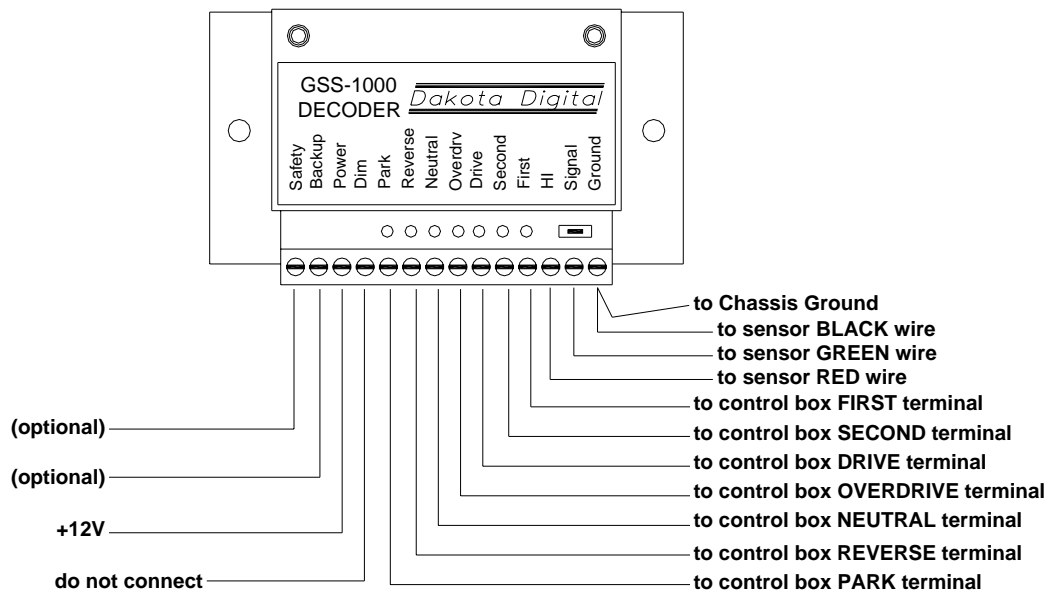 GSS-1000
DECODER
Dakota Digital
Safety
Backup
Power
Dim
Park
Reverse
Neutral
Overdrv
Drive
Second
First
HI
Signal
Ground
to Chassis Ground
to sensor BLACK wire
to sensor GREEN wire
to sensor RED wire
to control box FIRST terminal
(optional)
to control box SECOND terminal
to control box DRIVE terminal
(optional)
to control box OVERDRIVE terminal
+12V
to control box NEUTRAL terminal
to control box REVERSE terminal
do not connect
to control box PARK terminal